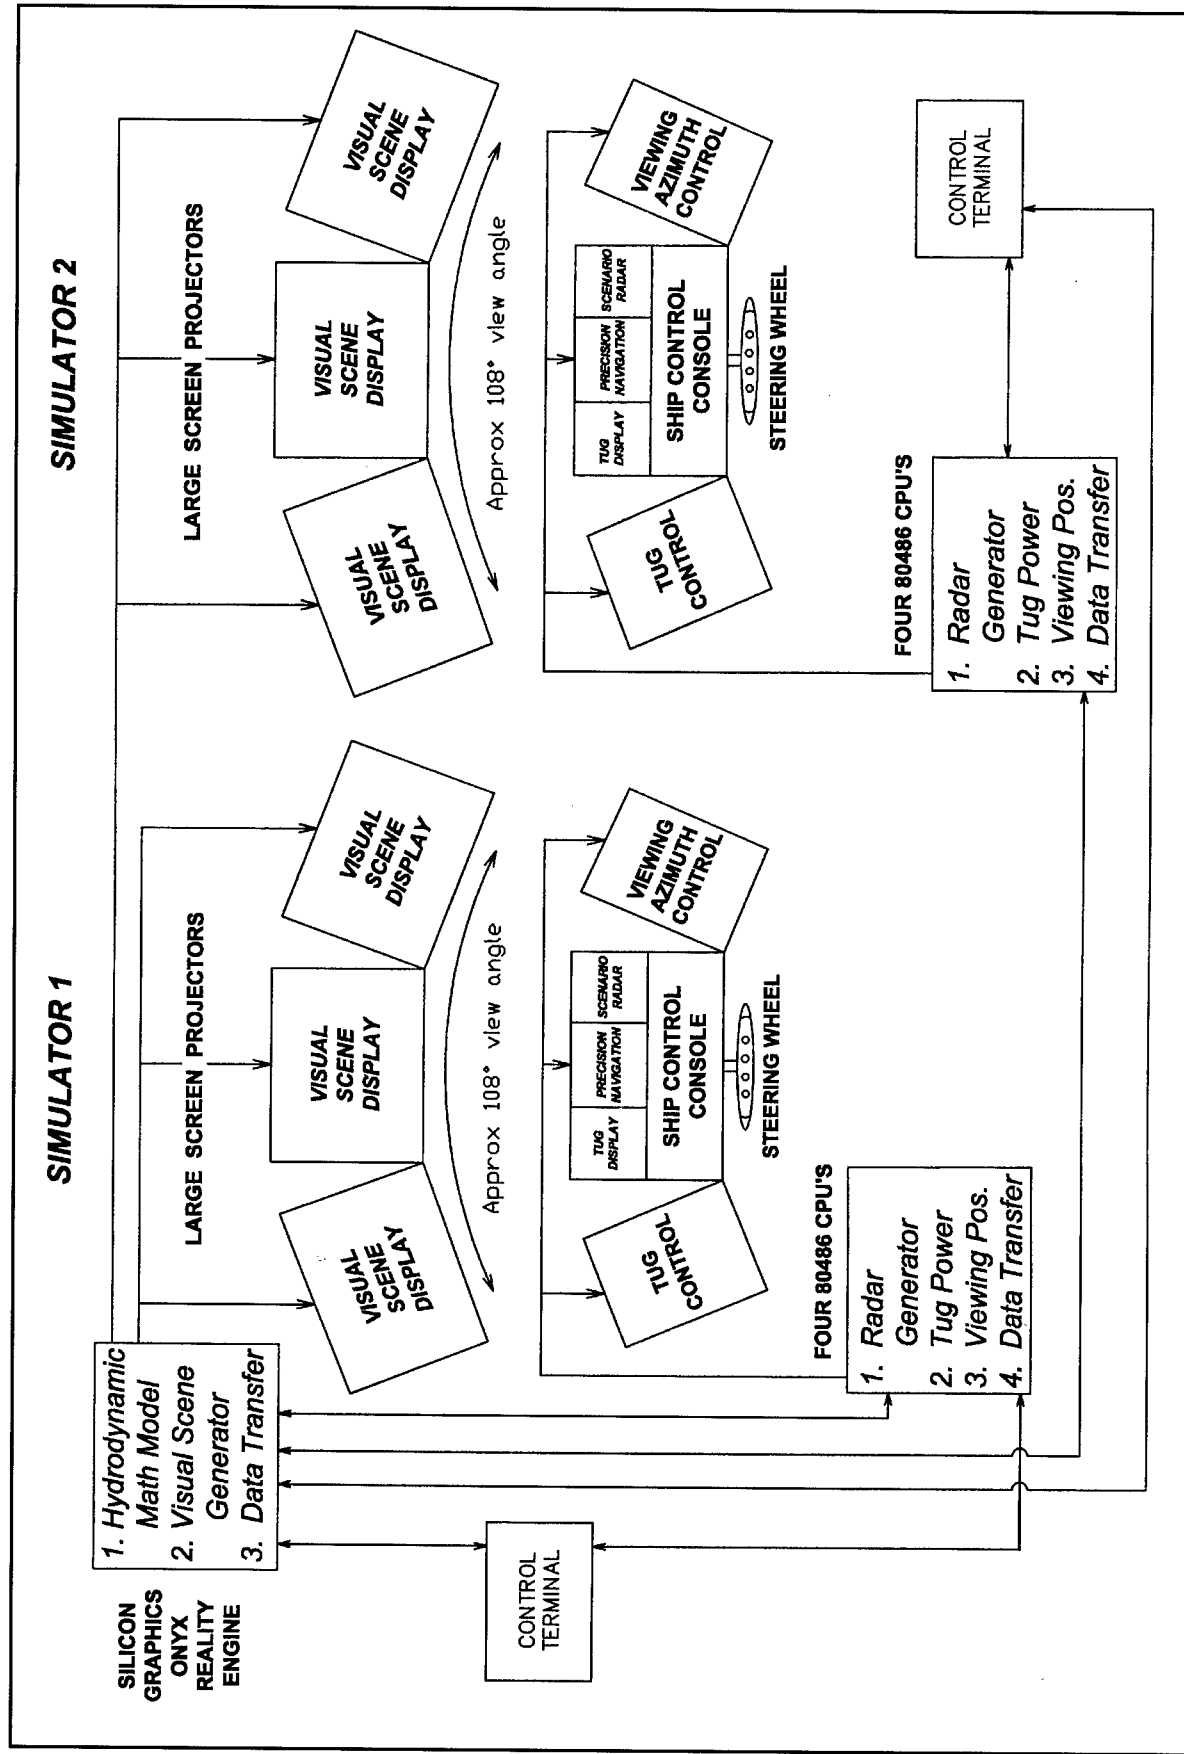 SIMULATOR 1
SIMULATOR 2
SILICON
GRAPHICS
ONYX
REALITY
ENGINE
1. Hydrodynamic
Math Model
2. Visual Scene
Generator
3. Data Transfer
LARGE SCREEN PROJECTORS
VISUAL
SCENE
DISPLAY
VISUAL
SCENE
DISPLAY
VISUAL
SCENE
DISPLAY
Approx 108° view angle
TUG
CONTROL
TUG
DISPLAY
PRECISION
NAVIGATION
SCENARIO
RADAR
SHIP CONTROL
CONSOLE
VIEWING
AZIMUTH
CONTROL
STEERING WHEEL
FOUR 80486 CPU'S
1. Radar
Generator
2. Tug Power
3. Viewing Pos.
4. Data Transfer
CONTROL
TERMINAL
LARGE SCREEN PROJECTORS
VISUAL
SCENE
DISPLAY
VISUAL
SCENE
DISPLAY
VISUAL
SCENE
DISPLAY
Approx 108° view angle
TUG
CONTROL
TUG
DISPLAY
PRECISION
NAVIGATION
SCENARIO
RADAR
SHIP CONTROL
CONSOLE
VIEWING
AZIMUTH
CONTROL
STEERING WHEEL
FOUR 80486 CPU'S
1. Radar
Generator
2. Tug Power
3. Viewing Pos.
4. Data Transfer
CONTROL
TERMINAL